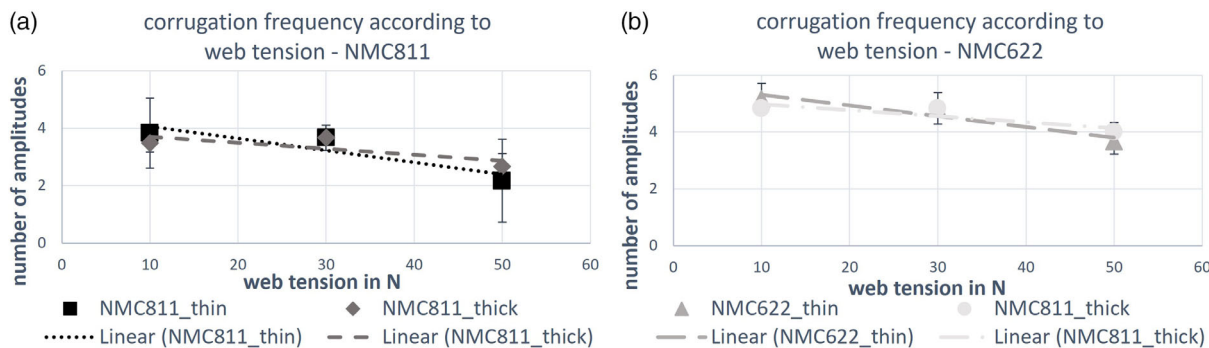 (a)
corrugation frequency according to
web tension - NMC811
number of amplitudes
6
4
2
0
0 10 20 30 40 50 60
web tension in N
NMC811_thin NMC811_thick
Linear (NMC811_thin) Linear (NMC811_thick)
(b)
corrugation frequency according to
web tension - NMC622
number of amplitudes
6
4
2
0
0 10 20 30 40 50 60
web tension in N
NMC622_thin NMC811_thick
Linear (NMC622_thin) Linear (NMC811_thick)